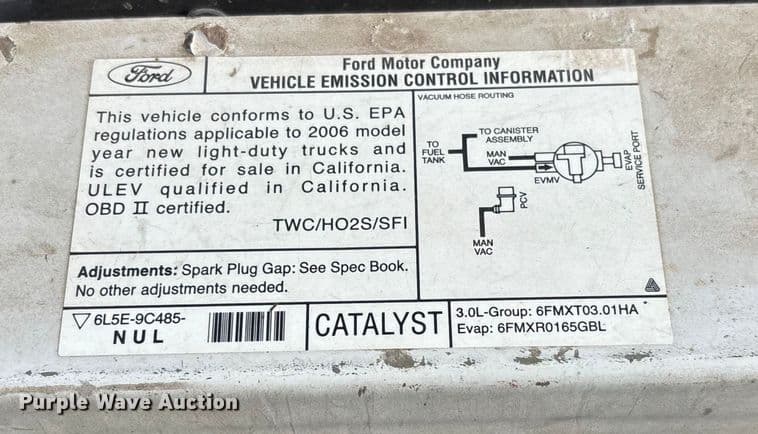 Ford
Ford Motor Company
VEHICLE EMISSION CONTROL INFORMATION
This vehicle conforms to U.S. EPA
regulations applicable to 2006 model
year new light-duty trucks and
is certified for sale in California.
ULEV qualified in California.
OBD II certified.
TWC/HO2S/SFI
VACUUM HOSE ROUTING
TO
FUEL
TANK
TO CANISTER
ASSEMBLY
MAN
VAC
EVMV
EVAP
SERVICE PORT
PCV
MAN
VAC
Adjustments: Spark Plug Gap: See Spec Book.
No other adjustments needed.
6L5E-9C485-
NUL
CATALYST
3.0L-Group: 6FMXT03.01HA *
Evap: 6FMXR0165GBL
Purple Wave Auction